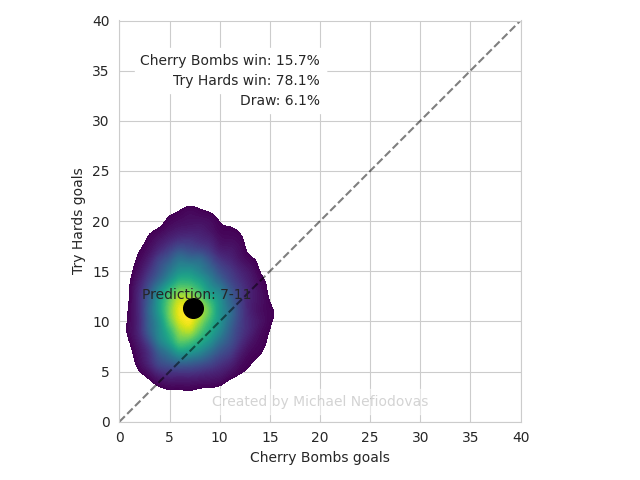 40
35
30
25
20
15
10
5
0
Try Hards goals
Cherry Bombs win: 15.7%
Try Hards win: 78.1%
Draw: 6.1%
Prediction: 7-11
Created by Michael Nefiodovas
0 5 10 15 20 25 30 35 40
Cherry Bombs goals